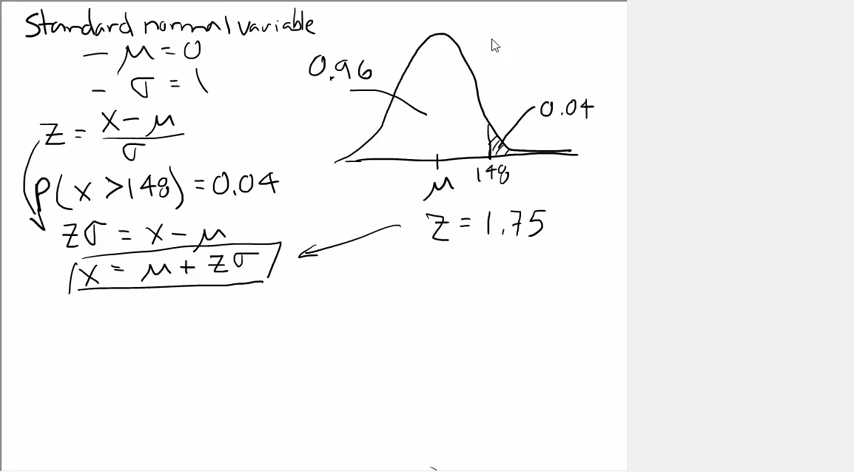 Standard normal variable
- μ = 0
- σ = 1
z = x - μ / σ
P(x > 148) = 0.04
zσ = x - μ
x = μ + zσ
0.96
0.04
μ
148
z = 1.75